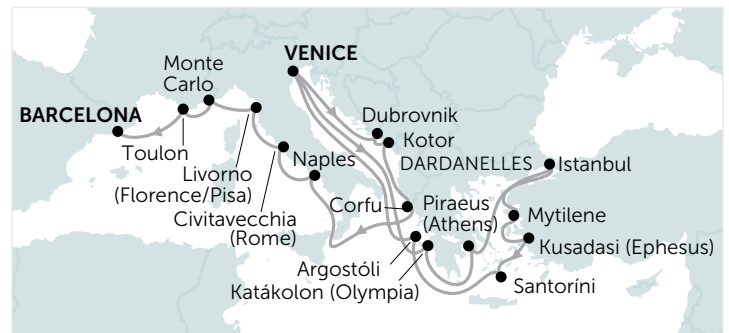 VENICE
Monte
Carlo
BARCELONA
Dubrovnik
Kotor
Toulon
DARDANELLES
Istanbul
Livorno
(Florence/Pisa)
Naples
Civitavecchia
(Rome)
Corfu
Piraeus
(Athens)
Mytilene
Kusadasi (Ephesus)
Argostóli
Katákolon (Olympia)
Santoríni